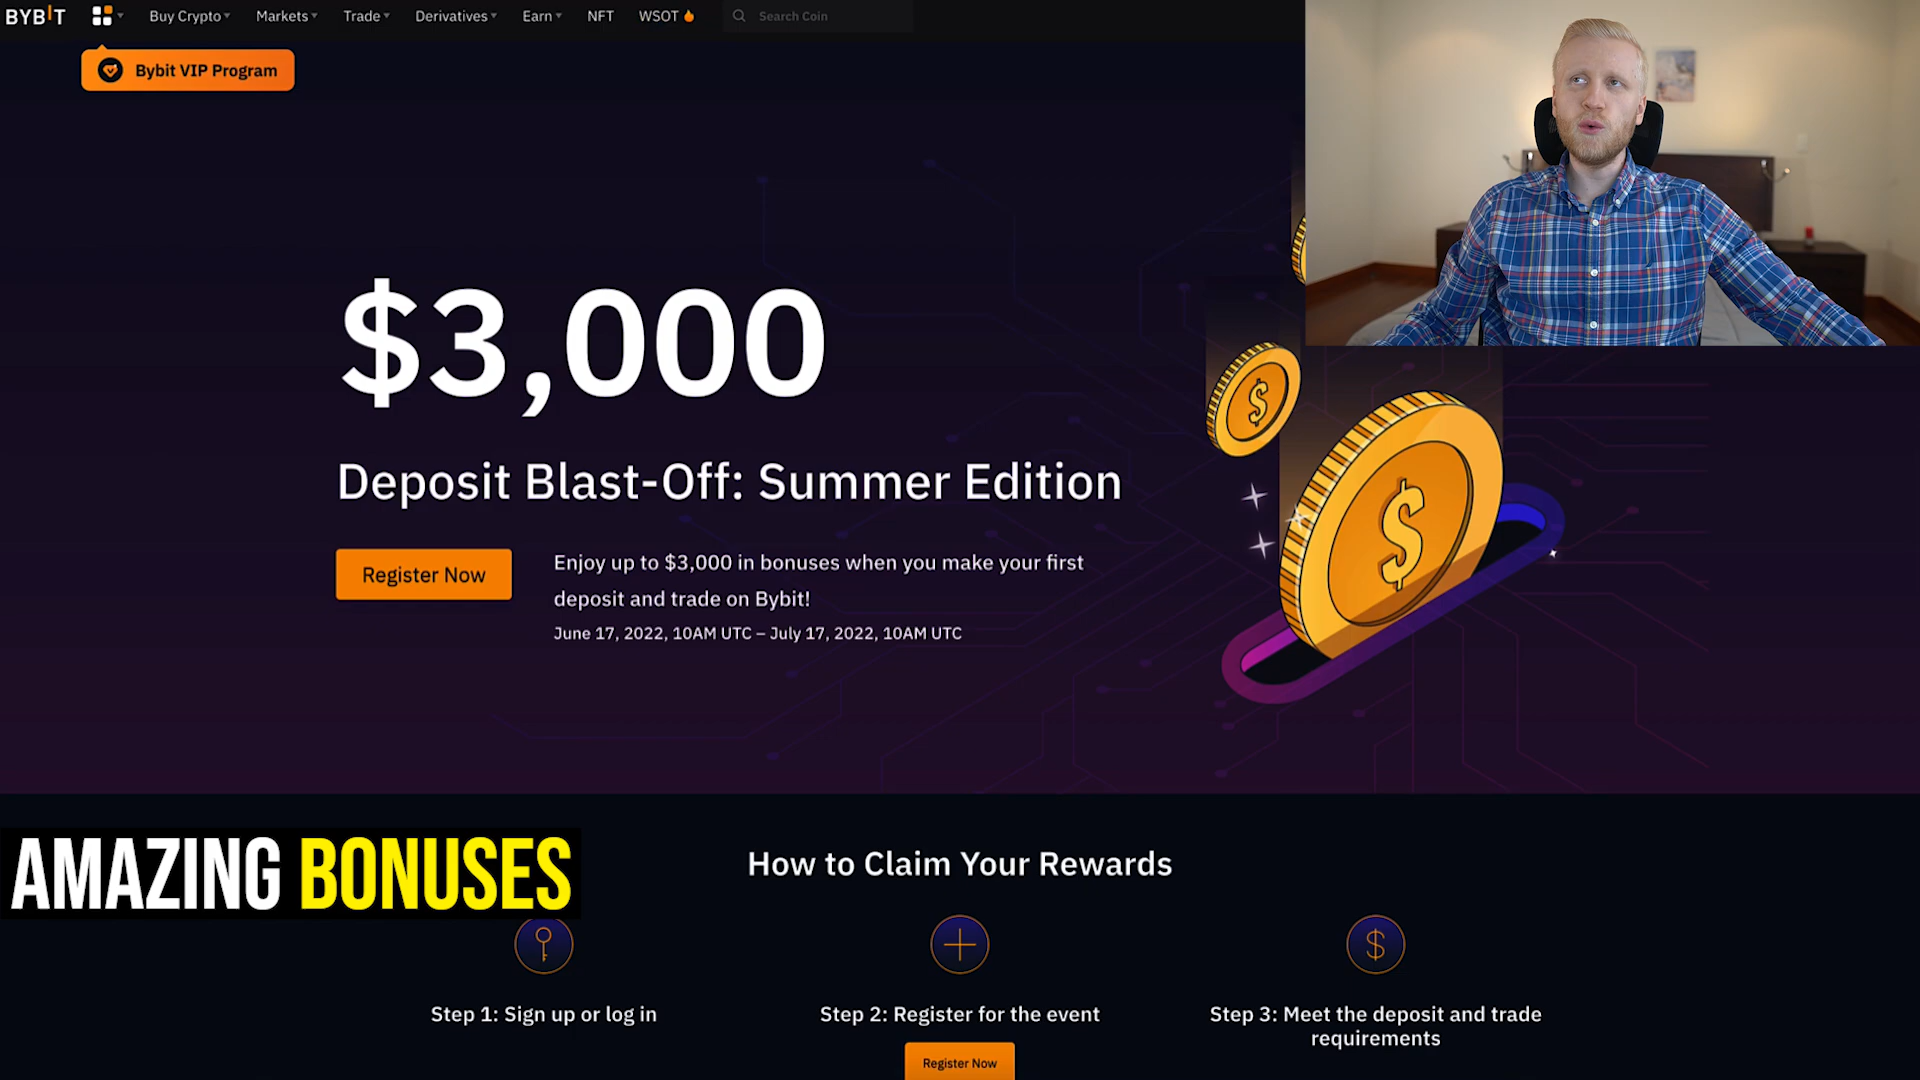 BYBIT
Buy Crypto Markets Trade Derivatives Earn NFT WSOT Search Coin
Bybit VIP Program
$3,000
Deposit Blast-Off: Summer Edition
Register Now
Enjoy up to $3,000 in bonuses when you make your first
deposit and trade on Bybit!
June 17, 2022, 10AM UTC – July 17, 2022, 10AM UTC
AMAZING BONUSES
How to Claim Your Rewards
Step 1: Sign up or log in
Step 2: Register for the event
Register Now
Step 3: Meet the deposit and trade
requirements